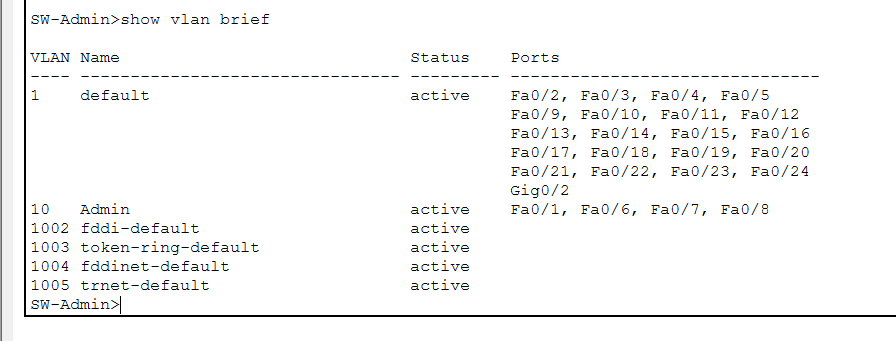 SW-Admin>show vlan brief
VLAN Name                             Status    Ports
---- -------------------------------- --------- -------------------------------
1    default                          active    Fa0/2, Fa0/3, Fa0/4, Fa0/5
                                                Fa0/9, Fa0/10, Fa0/11, Fa0/12
                                                Fa0/13, Fa0/14, Fa0/15, Fa0/16
                                                Fa0/17, Fa0/18, Fa0/19, Fa0/20
                                                Fa0/21, Fa0/22, Fa0/23, Fa0/24
                                                Gig0/2
10   Admin                            active    Fa0/1, Fa0/6, Fa0/7, Fa0/8
1002 fddi-default                     active
1003 token-ring-default               active
1004 fddinet-default                  active
1005 trnet-default                    active
SW-Admin>